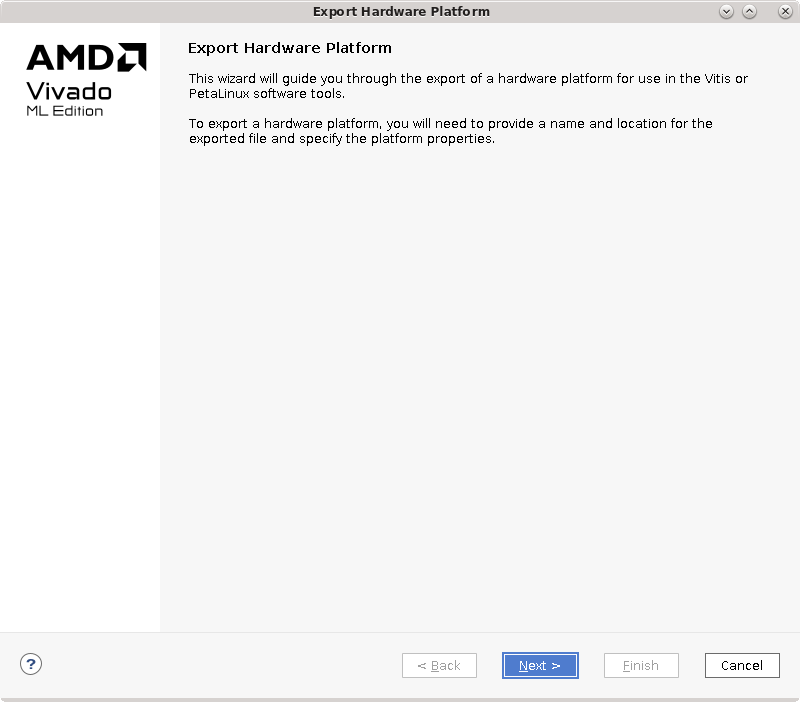 Export Hardware Platform
AMD
Vivado
ML Edition
Export Hardware Platform
This wizard will guide you through the export of a hardware platform for use in the Vitis or
PetaLinux software tools.
To export a hardware platform, you will need to provide a name and location for the
exported file and specify the platform properties.
?
< Back
Next >
Finish
Cancel